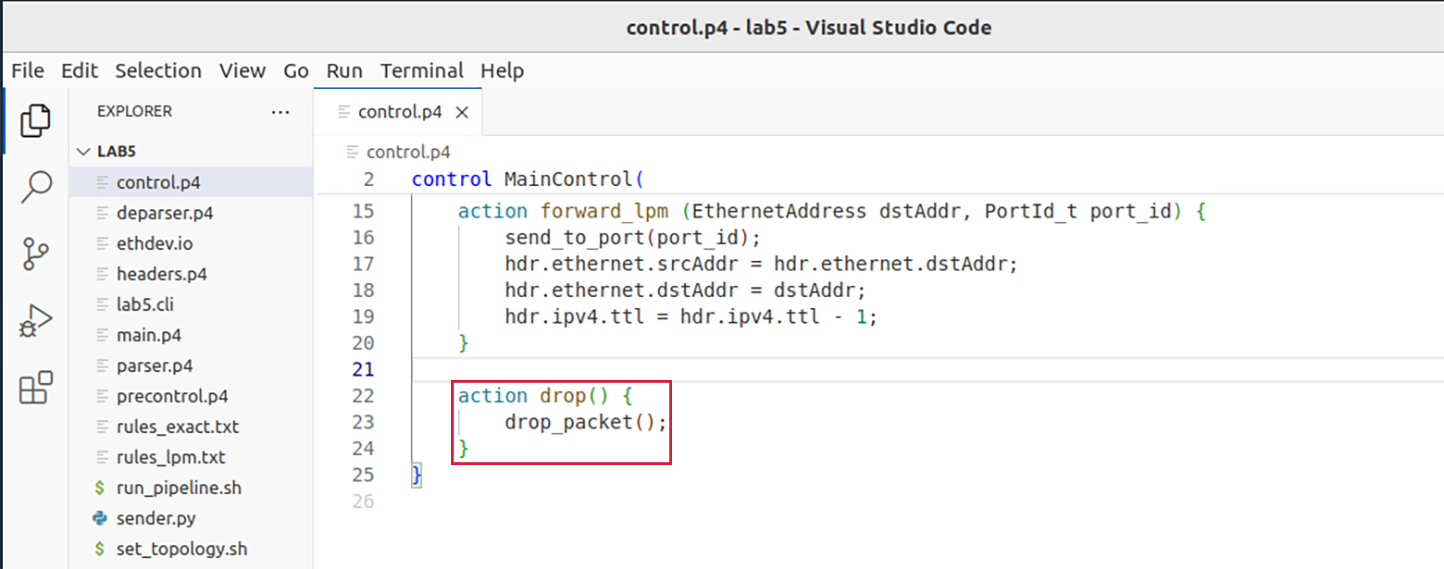 control.p4 - lab5 - Visual Studio Code
File Edit Selection View Go Run Terminal Help
EXPLORER ...
LAB5
control.p4
deparser.p4
ethdev.io
headers.p4
lab5.cli
main.p4
parser.p4
precontrol.p4
rules_exact.txt
rules_lpm.txt
$ run_pipeline.sh
sender.py
$ set_topology.sh
control.p4 ×
control.p4
2 control MainControl(
15 action forward_lpm (EthernetAddress dstAddr, PortId_t port_id) {
16 send_to_port(port_id);
17 hdr.ethernet.srcAddr = hdr.ethernet.dstAddr;
18 hdr.ethernet.dstAddr = dstAddr;
19 hdr.ipv4.ttl = hdr.ipv4.ttl - 1;
20 }
21
22 action drop() {
23 drop_packet();
24 }
25 }
26